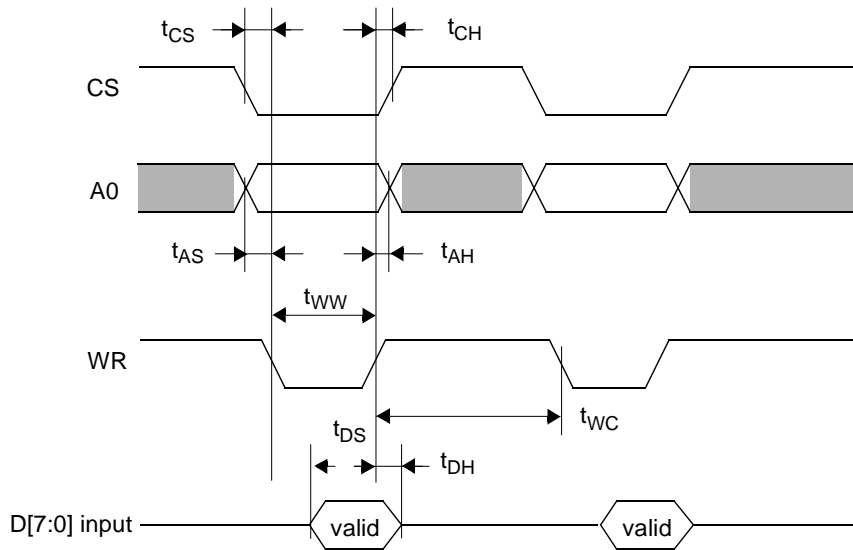 tCS
tCH
CS
A0
tAS
tAH
tWW
WR
tDS
tWC
tDH
D[7:0] input
valid
valid